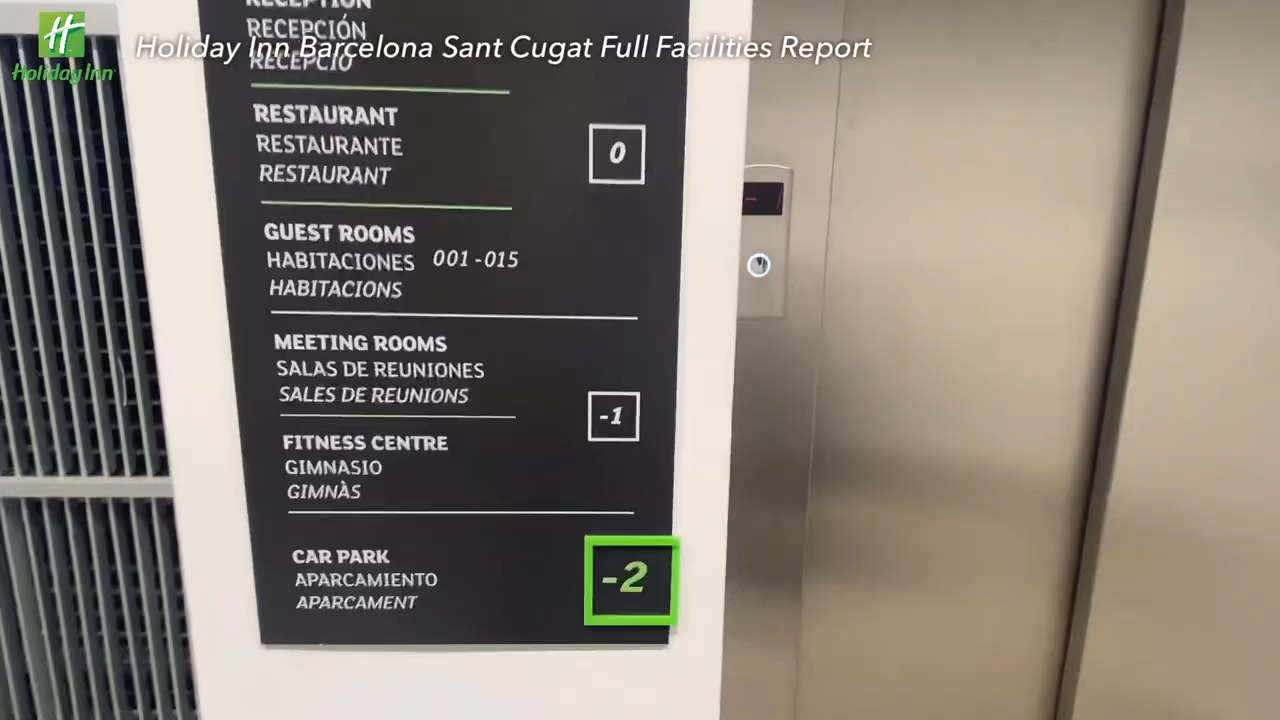 Holiday Inn
Holiday Inn Barcelona Sant Cugat Full Facilities Report
RECEPTION
RECEPCIÓN
RECEPCIÓ
RESTAURANT
RESTAURANTE
RESTAURANT
0
GUEST ROOMS
HABITACIONES 001 - 015
HABITACIONS
MEETING ROOMS
SALAS DE REUNIONES
SALES DE REUNIONS
-1
FITNESS CENTRE
GIMNASIO
GIMNÀS
CAR PARK
APARCAMIENTO
APARCAMENT
-2